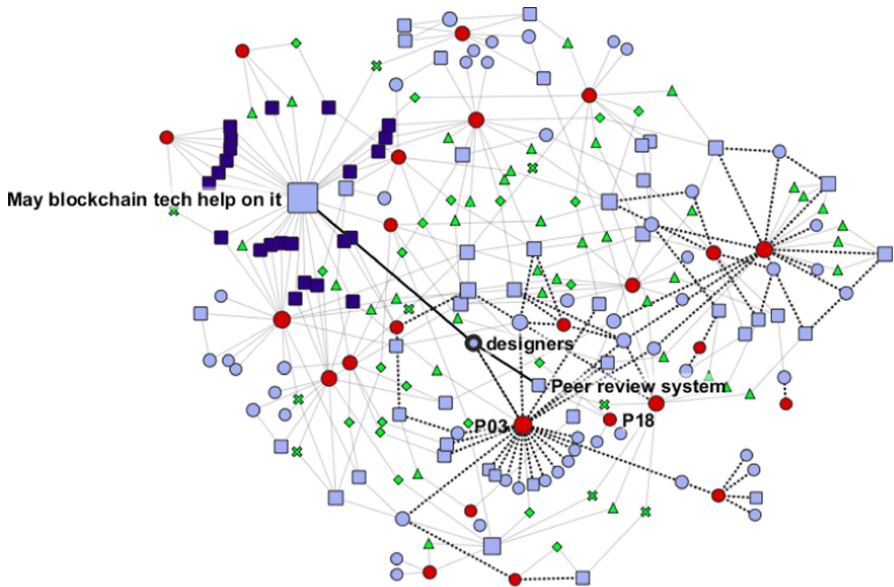 May blockchain tech help on it
designers
Peer review system
P03
P18